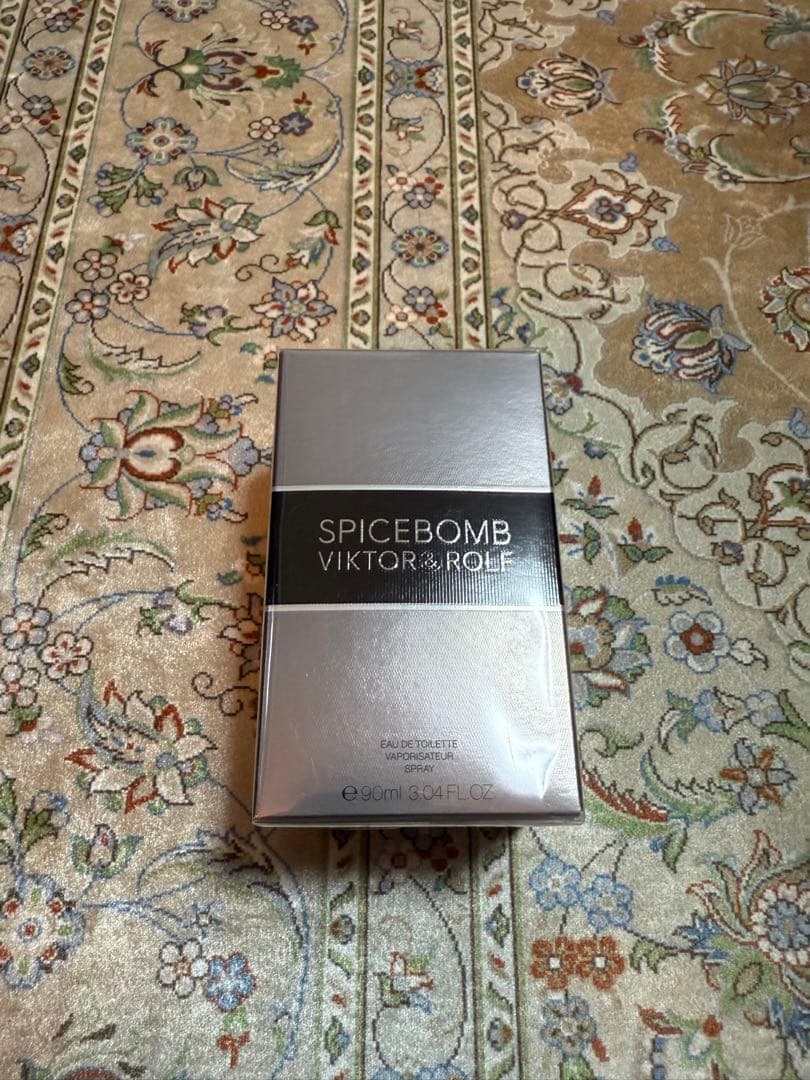 SPICEBOMB
VIKTOR & ROLF
EAU DE TOILETTE
VAPORISATEUR
SPRAY
℮ 90ml 3.04 FL.OZ